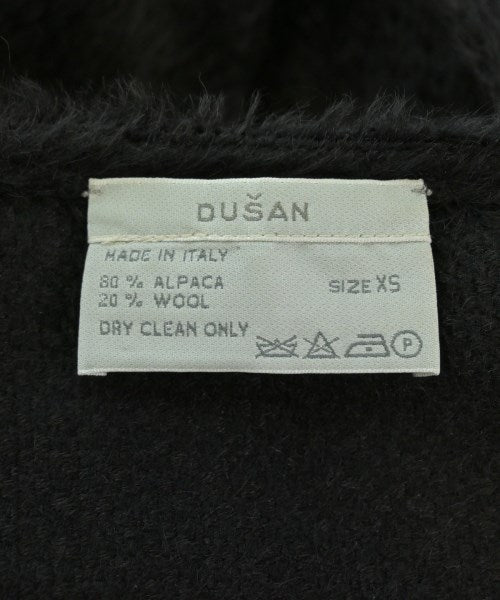 DUŠAN
MADE IN ITALY
80 % ALPACA
20 % WOOL
SIZE XS
DRY CLEAN ONLY
P